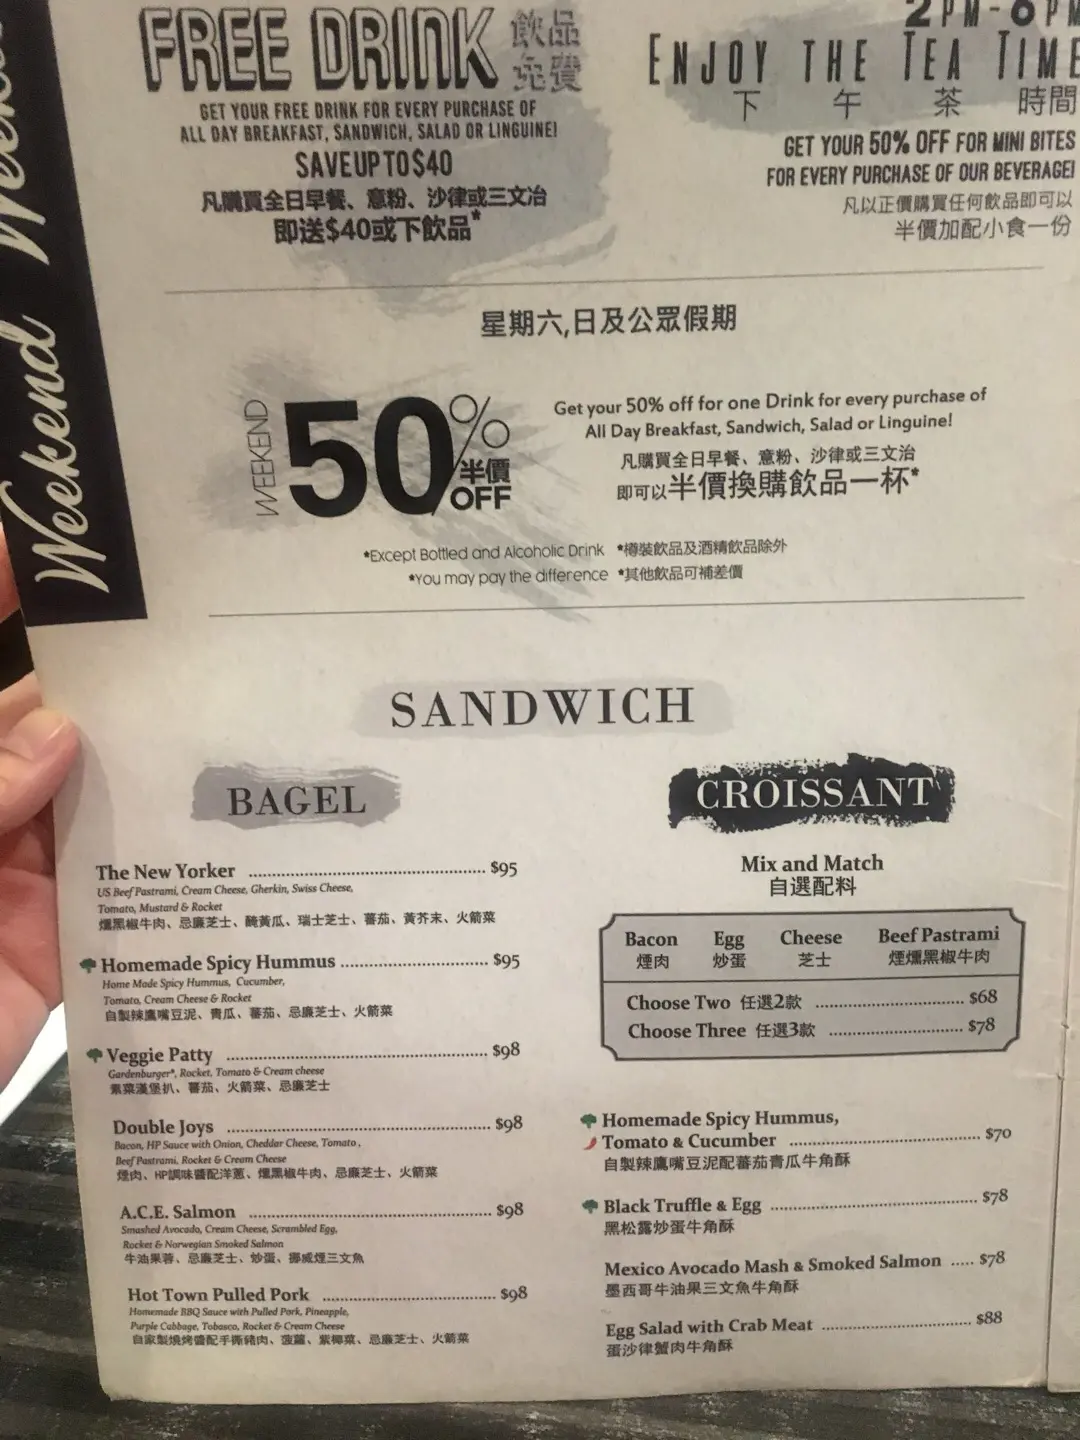 Weekend
FREE DRINK 飲品
免費
GET YOUR FREE DRINK FOR EVERY PURCHASE OF
ALL DAY BREAKFAST, SANDWICH, SALAD OR LINGUINE!
SAVE UP TO $40
凡購買全日早餐、意粉、沙律或三文冶
即送$40或下飲品*
2PM-6PM
ENJOY THE TEA TIME
下午茶時間
GET YOUR 50% OFF FOR MINI BITES
FOR EVERY PURCHASE OF OUR BEVERAGE!
凡以正價購買任何飲品即可以
半價加配小食一份
星期六,日及公眾假期
WEEKEND
50%
半價
OFF
Get your 50% off for one Drink for every purchase of
All Day Breakfast, Sandwich, Salad or Linguine!
凡購買全日早餐、意粉、沙律或三文治
即可以半價換購飲品一杯*
*Except Bottled and Alcoholic Drink *樽裝飲品及酒精飲品除外
*You may pay the difference *其他飲品可補差價
SANDWICH
BAGEL
The New Yorker $95
US Beef Pastrami, Cream Cheese, Gherkin, Swiss Cheese,
Tomato, Mustard & Rocket
燻黑椒牛肉、忌廉芝士、醃黃瓜、瑞士芝士、蕃茄、黃芥末、火箭菜
Homemade Spicy Hummus $95
Home Made Spicy Hummus, Cucumber,
Tomato, Cream Cheese & Rocket
自製辣鷹嘴豆泥、青瓜、蕃茄、忌廉芝士、火箭菜
Veggie Patty $98
Gardenburger®, Rocket, Tomato & Cream cheese
素菜漢堡扒、蕃茄、火箭菜、忌廉芝士
Double Joys $98
Bacon, HP Sauce with Onion, Cheddar Cheese, Tomato,
Beef Pastrami, Rocket & Cream Cheese
煙肉、HP調味醬配洋蔥、燻黑椒牛肉、忌廉芝士、火箭菜
A.C.E. Salmon $98
Smashed Avocado, Cream Cheese, Scrambled Egg,
Rocket & Norwegian Smoked Salmon
牛油果蓉、忌廉芝士、炒蛋、挪威煙三文魚
Hot Town Pulled Pork $98
Homemade BBQ Sauce with Pulled Pork, Pineapple,
Purple Cabbage, Tobasco, Rocket & Cream Cheese
自家製燒烤醬配手撕豬肉、菠蘿、紫椰菜、忌廉芝士、火箭菜
CROISSANT
Mix and Match
自選配料
Bacon Egg Cheese Beef Pastrami
煙肉 炒蛋 芝士 煙燻黑椒牛肉
Choose Two 任選2款 $68
Choose Three 任選3款 $78
Homemade Spicy Hummus,
Tomato & Cucumber $70
自製辣鷹嘴豆泥配蕃茄青瓜牛角酥
Black Truffle & Egg $78
黑松露炒蛋牛角酥
Mexico Avocado Mash & Smoked Salmon $78
墨西哥牛油果三文魚牛角酥
Egg Salad with Crab Meat $88
蛋沙律蟹肉牛角酥